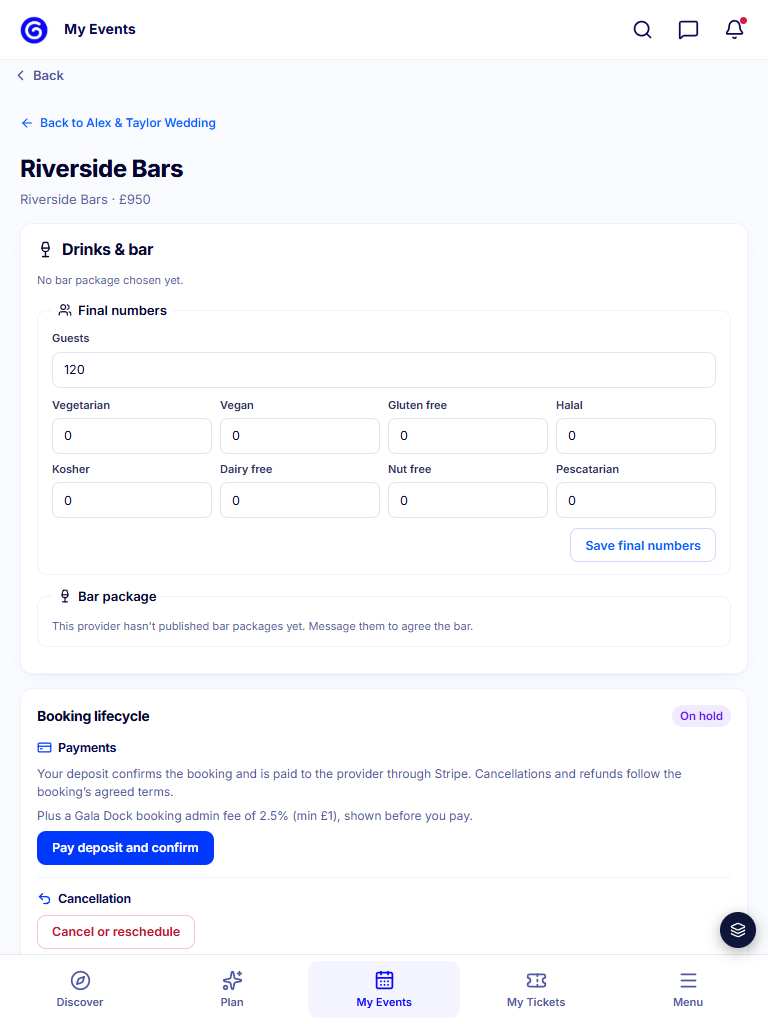 My Events
Back
Back to Alex & Taylor Wedding
Riverside Bars
Riverside Bars · £950
Drinks & bar
No bar package chosen yet.
Final numbers
Guests
120
Vegetarian Vegan Gluten free Halal
0 0 0 0
Kosher Dairy free Nut free Pescatarian
0 0 0 0
Save final numbers
Bar package
This provider hasn't published bar packages yet. Message them to agree the bar.
Booking lifecycle On hold
Payments
Your deposit confirms the booking and is paid to the provider through Stripe. Cancellations and refunds follow the
booking's agreed terms.
Plus a Gala Dock booking admin fee of 2.5% (min £1), shown before you pay.
Pay deposit and confirm
Cancellation
Cancel or reschedule
Discover Plan My Events My Tickets Menu